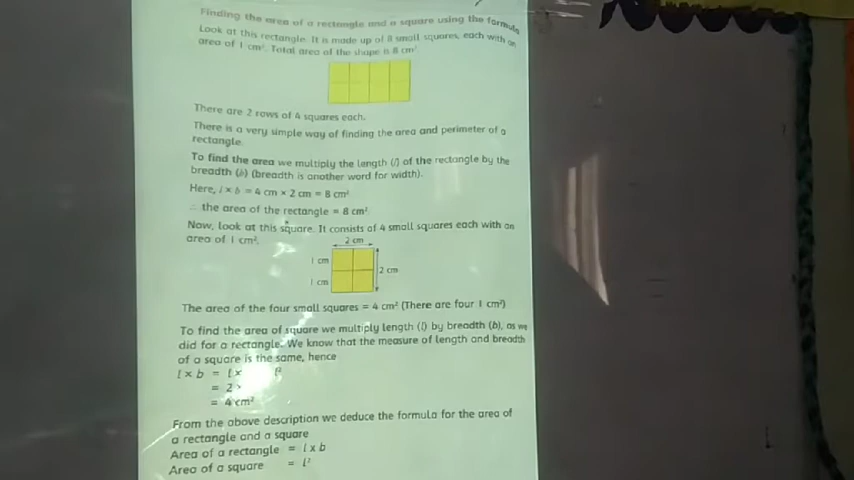 Finding the area of a rectangle and a square using the formula
Look at this rectangle. It is made up of 8 small squares, each with an
area of 1 cm². Total area of the shape is 8 cm²
There are 2 rows of 4 squares each.
There is a very simple way of finding the area and perimeter of a
rectangle.
To find the area we multiply the length (l) of the rectangle by the
breadth (b) (breadth is another word for width).
Here, l × b = 4 cm × 2 cm = 8 cm²
∴ the area of the rectangle = 8 cm²
Now, look at this square. It consists of 4 small squares each with an
area of 1 cm².
2 cm
1 cm
2 cm
1 cm
The area of the four small squares = 4 cm² (There are four 1 cm²)
To find the area of square we multiply length (l) by breadth (b), as we
did for a rectangle. We know that the measure of length and breadth
of a square is the same, hence
l × b = l × l²
= 2 ×
= 4 cm²
From the above description we deduce the formula for the area of
a rectangle and a square
Area of a rectangle = l × b
Area of a square = l²